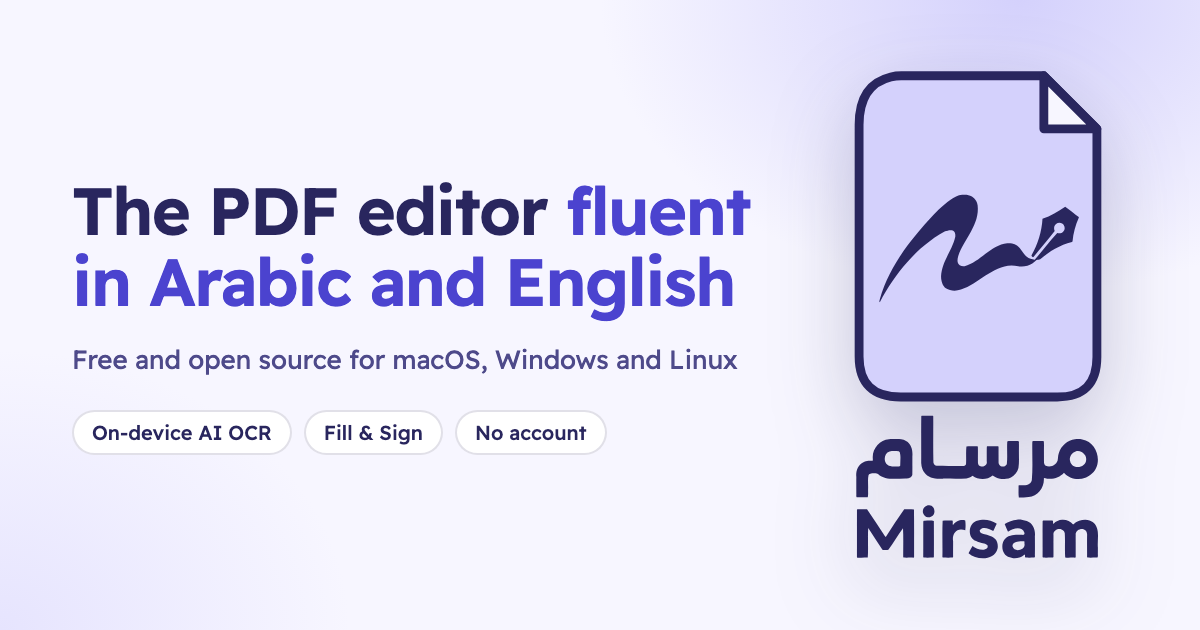 The PDF editor fluent
in Arabic and English
Free and open source for macOS, Windows and Linux
On-device AI OCR
Fill & Sign
No account
مرسام
Mirsam